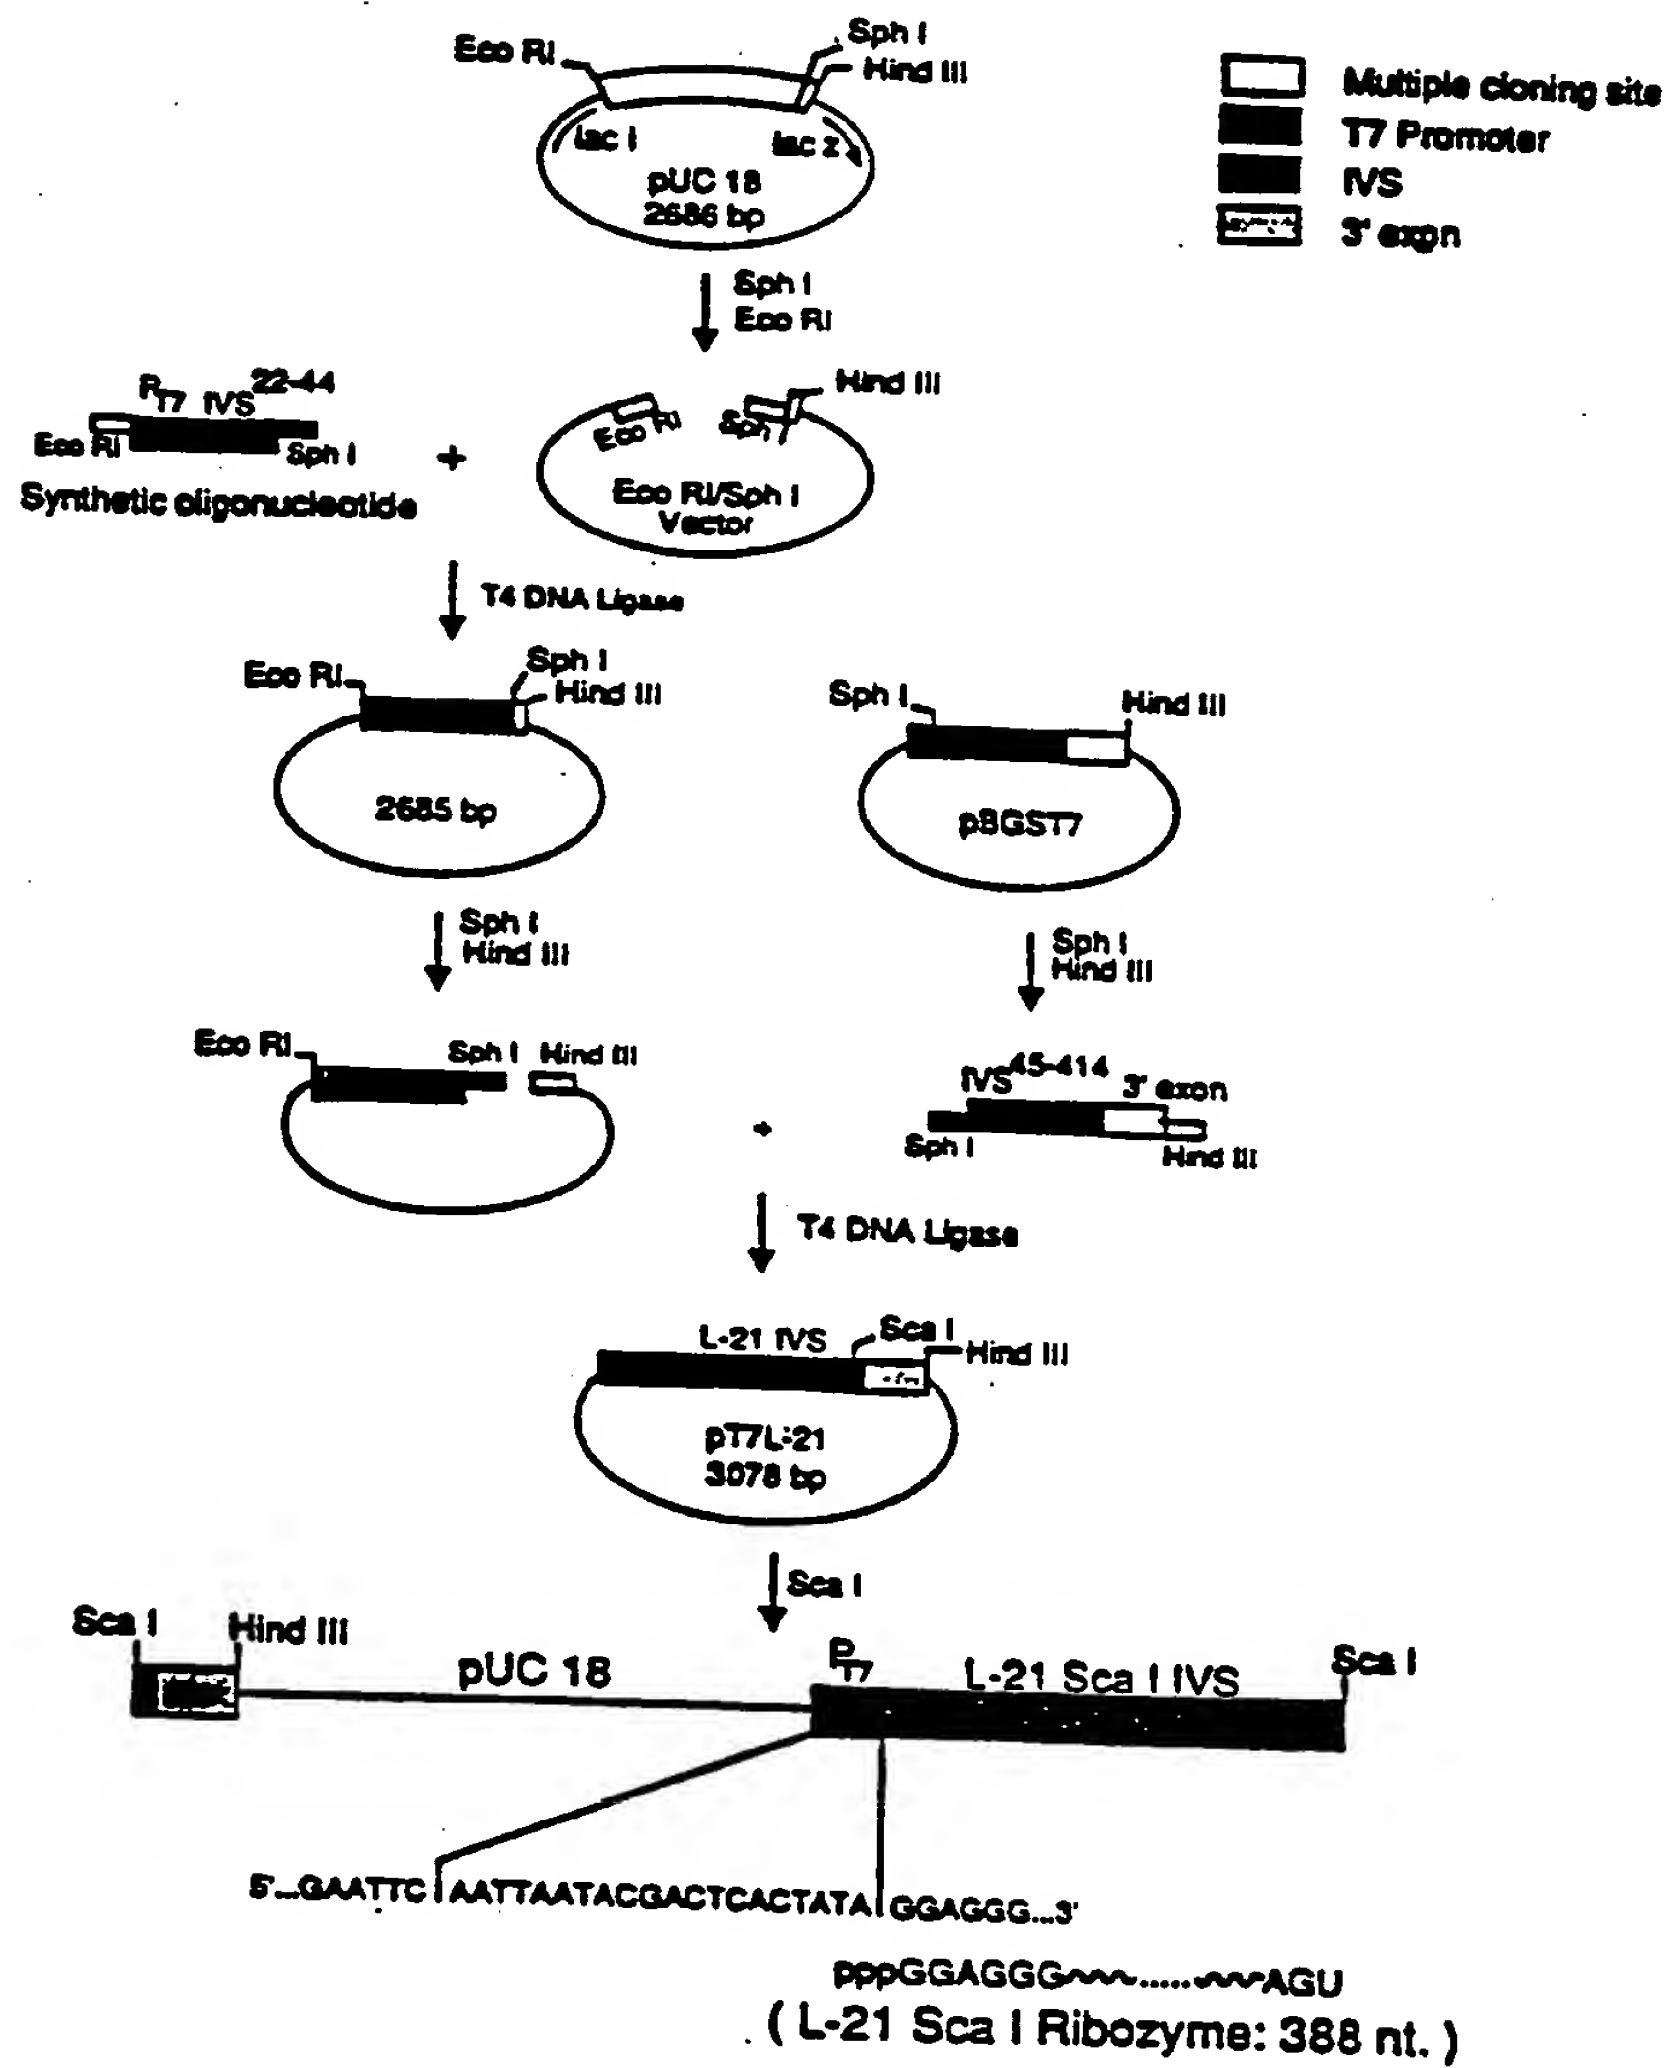 Eco RI
Sph I
Hind III
lac I
lac z
pUC 18
2686 bp
Multiple cloning site
T7 Promoter
IVS
3' exon
Sph I
Eco RI
PT7 IVS22-44
Eco RI
Sph I
Synthetic oligonucleotide
+
Hind III
Eco RI
Sph I
Eco RI/Sph I
Vector
T4 DNA Ligase
Eco RI
Sph I
Hind III
2685 bp
Sph I
Hind III
pBGST7
Sph I
Hind III
Sph I
Hind III
Eco RI
Sph I
Hind III
+
IVS45-414
3' exon
Sph I
Hind III
T4 DNA Ligase
L-21 IVS
Sca I
Hind III
pT7L-21
3078 bp
Sca I
Sca I
Hind III
pUC 18
PT7
L-21 Sca I IVS
Sca I
5'...GAATTC AATTAATACGACTCACTATA GGAGGG...3'
pppGGAGGG~~~......~~~AGU
( L-21 Sca I Ribozyme: 388 nt. )